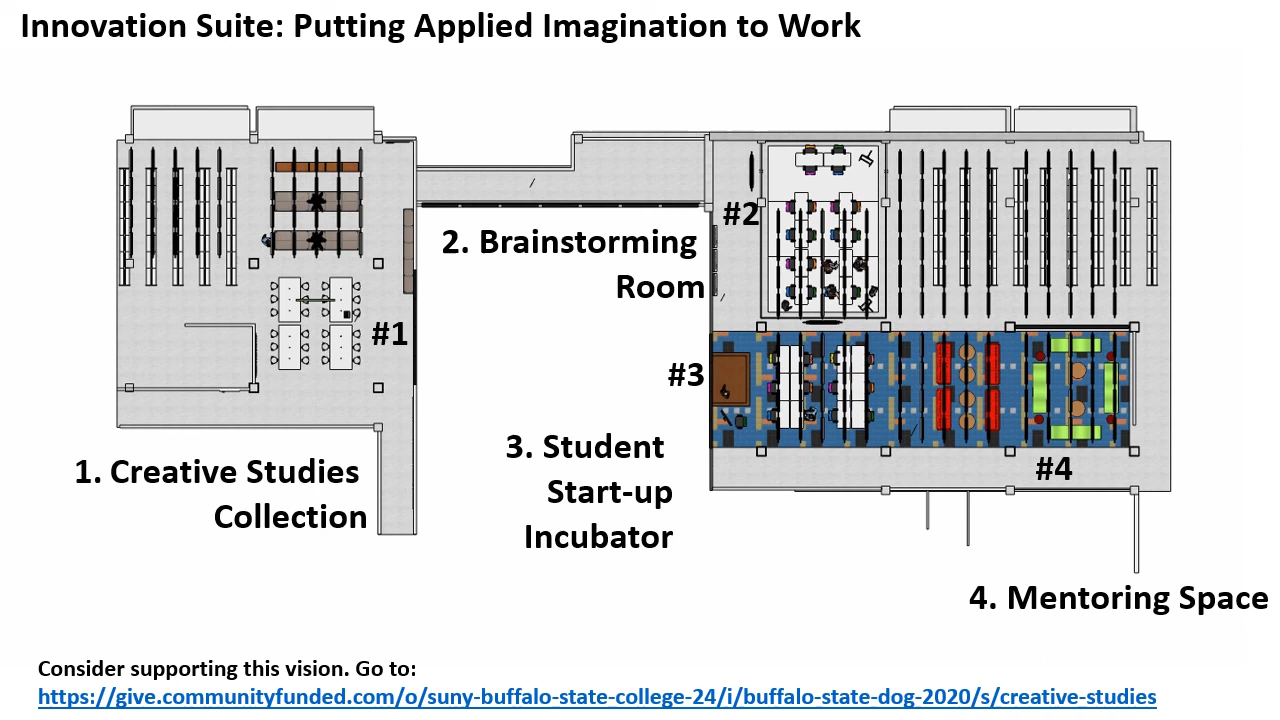 Innovation Suite: Putting Applied Imagination to Work
#2
2. Brainstorming
Room
#1
#3
3. Student
Start-up
Incubator
#4
1. Creative Studies
Collection
4. Mentoring Space
Consider supporting this vision. Go to:
https://give.communityfunded.com/o/suny-buffalo-state-college-24/i/buffalo-state-dog-2020/s/creative-studies